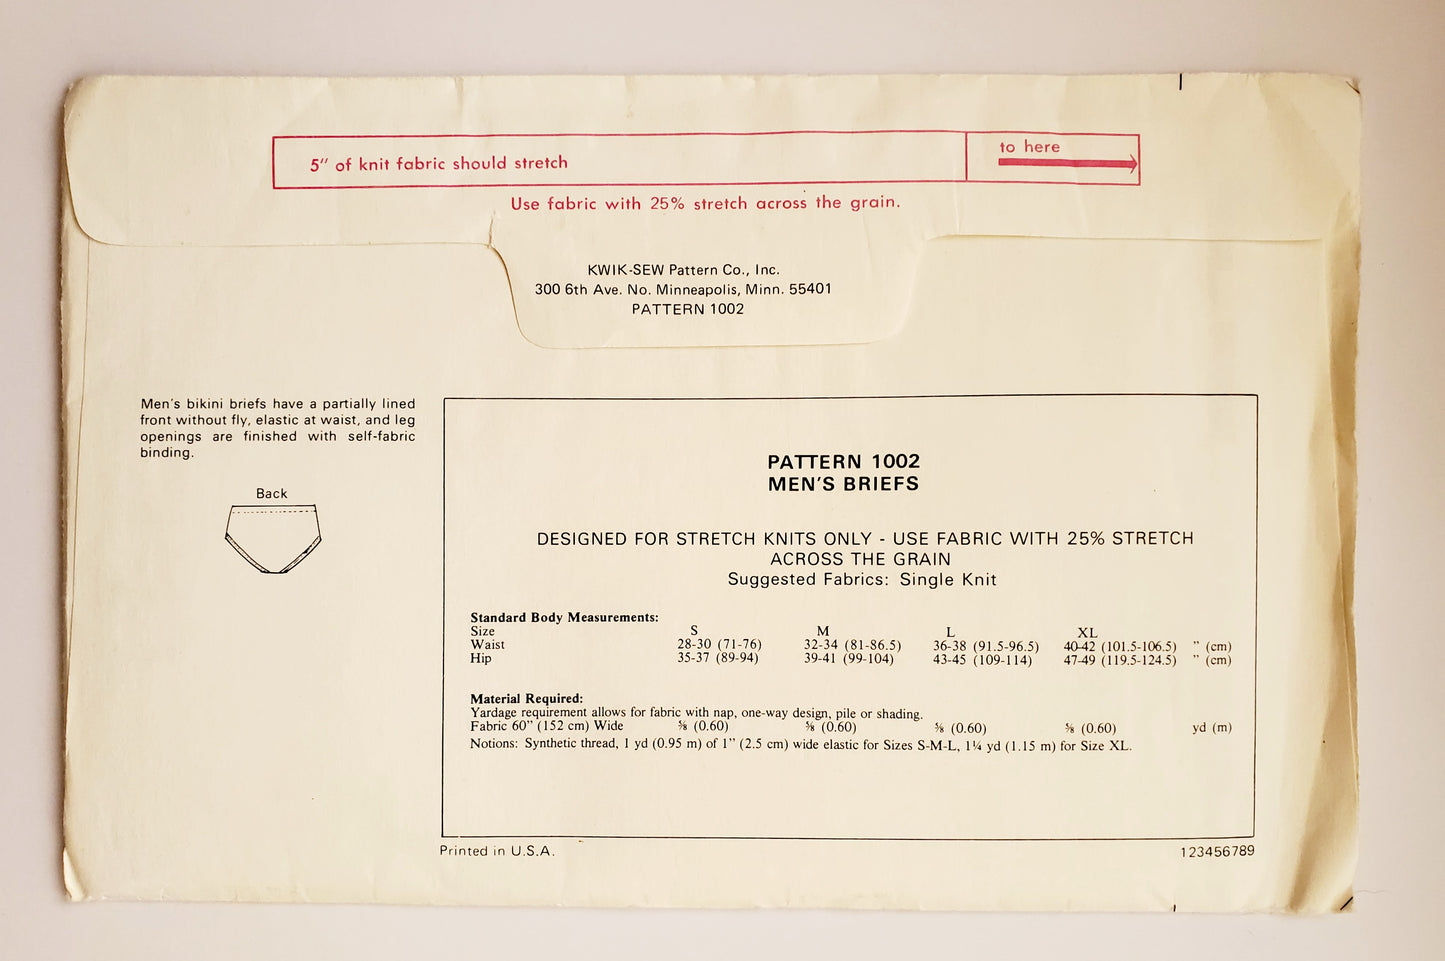 5" of knit fabric should stretch
to here
Use fabric with 25% stretch across the grain.
KWIK-SEW Pattern Co., Inc.
300 6th Ave. No. Minneapolis, Minn. 55401
PATTERN 1002
Men's bikini briefs have a partially lined
front without fly, elastic at waist, and leg
openings are finished with self-fabric
binding.
Back
PATTERN 1002
MEN'S BRIEFS
DESIGNED FOR STRETCH KNITS ONLY - USE FABRIC WITH 25% STRETCH
ACROSS THE GRAIN
Suggested Fabrics: Single Knit
Standard Body Measurements:
Size S M L XL
Waist 28-30 (71-76) 32-34 (81-86.5) 36-38 (91.5-96.5) 40-42 (101.5-106.5) " (cm)
Hip 35-37 (89-94) 39-41 (99-104) 43-45 (109-114) 47-49 (119.5-124.5) " (cm)
Material Required:
Yardage requirement allows for fabric with nap, one-way design, pile or shading.
Fabric 60" (152 cm) Wide ⅝ (0.60) ⅝ (0.60) ⅝ (0.60) ⅝ (0.60) yd (m)
Notions: Synthetic thread, 1 yd (0.95 m) of 1" (2.5 cm) wide elastic for Sizes S-M-L, 1¼ yd (1.15 m) for Size XL.
Printed in U.S.A.
123456789